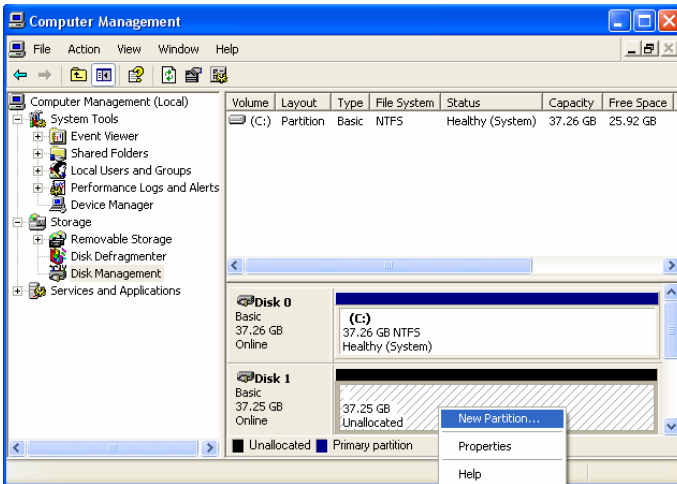 Computer Management
File Action View Window Help
Computer Management (Local)
System Tools
Event Viewer
Shared Folders
Local Users and Groups
Performance Logs and Alerts
Device Manager
Storage
Removable Storage
Disk Defragmenter
Disk Management
Services and Applications
Volume Layout Type File System Status Capacity Free Space
(C:) Partition Basic NTFS Healthy (System) 37.26 GB 25.92 GB
Disk 0
Basic
37.26 GB
Online
(C:)
37.26 GB NTFS
Healthy (System)
Disk 1
Basic
37.25 GB
Online
37.25 GB
Unallocated
New Partition...
Properties
Help
Unallocated Primary partition